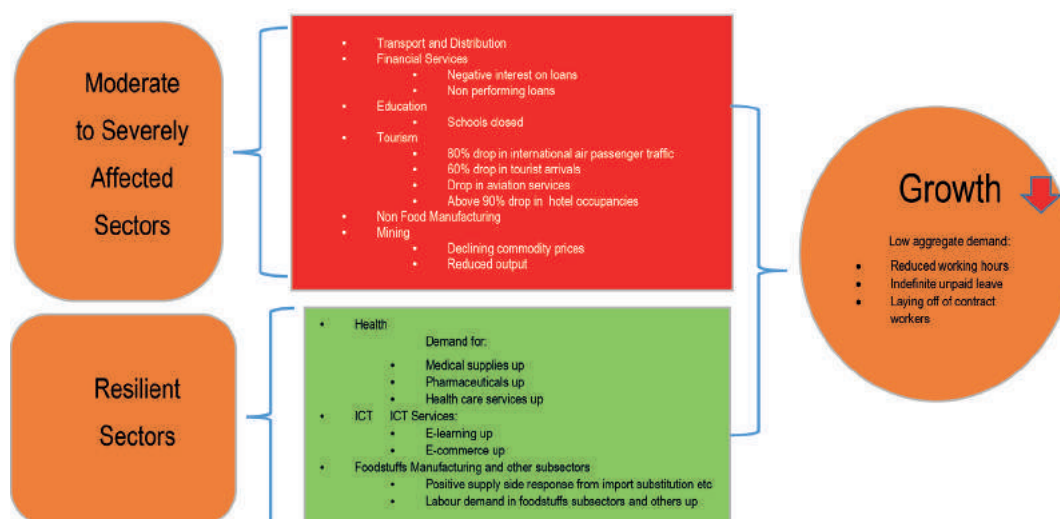 Moderate
to Severely
Affected
Sectors
• Transport and Distribution
• Financial Services
• Negative interest on loans
• Non performing loans
• Education
• Schools closed
• Tourism
• 80% drop in international air passenger traffic
• 60% drop in tourist arrivals
• Drop in aviation services
• Above 90% drop in hotel occupancies
• Non Food Manufacturing
• Mining
• Declining commodity prices
• Reduced output
Resilient
Sectors
• Health
Demand for:
• Medical supplies up
• Pharmaceuticals up
• Health care services up
• ICT ICT Services:
• E-learning up
• E-commerce up
• Foodstuffs Manufacturing and other subsectors
• Positive supply side response from import substitution etc
• Labour demand in foodstuffs subsectors and others up
Growth
Low aggregate demand:
• Reduced working hours
• Indefinite unpaid leave
• Laying off of contract
workers